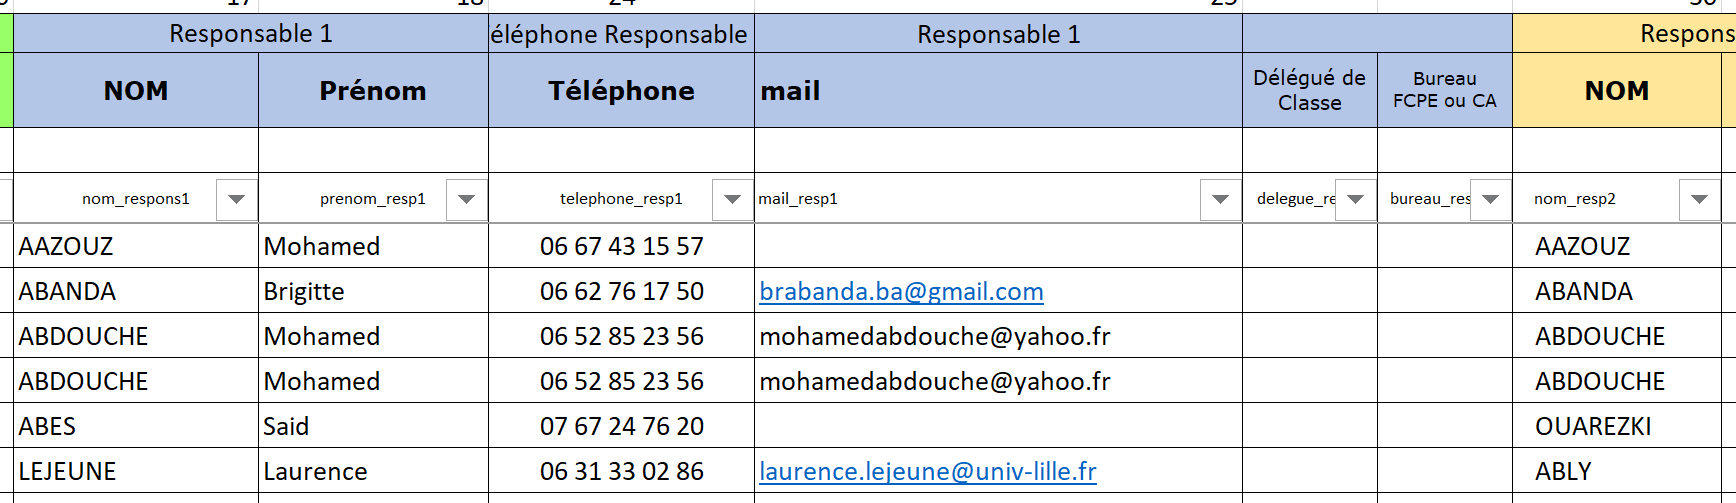 Responsable 1 éléphone Responsable Responsable 1 Respons
NOM Prénom Téléphone mail Délégué de Classe Bureau FCPE ou CA NOM
nom_respons1 prenom_resp1 telephone_resp1 mail_resp1 delegue_re bureau_res nom_resp2
AAZOUZ Mohamed 06 67 43 15 57 AAZOUZ
ABANDA Brigitte 06 62 76 17 50 brabanda.ba@gmail.com ABANDA
ABDOUCHE Mohamed 06 52 85 23 56 mohamedabdouche@yahoo.fr ABDOUCHE
ABDOUCHE Mohamed 06 52 85 23 56 mohamedabdouche@yahoo.fr ABDOUCHE
ABES Said 07 67 24 76 20 OUAREZKI
LEJEUNE Laurence 06 31 33 02 86 laurence.lejeune@univ-lille.fr ABLY